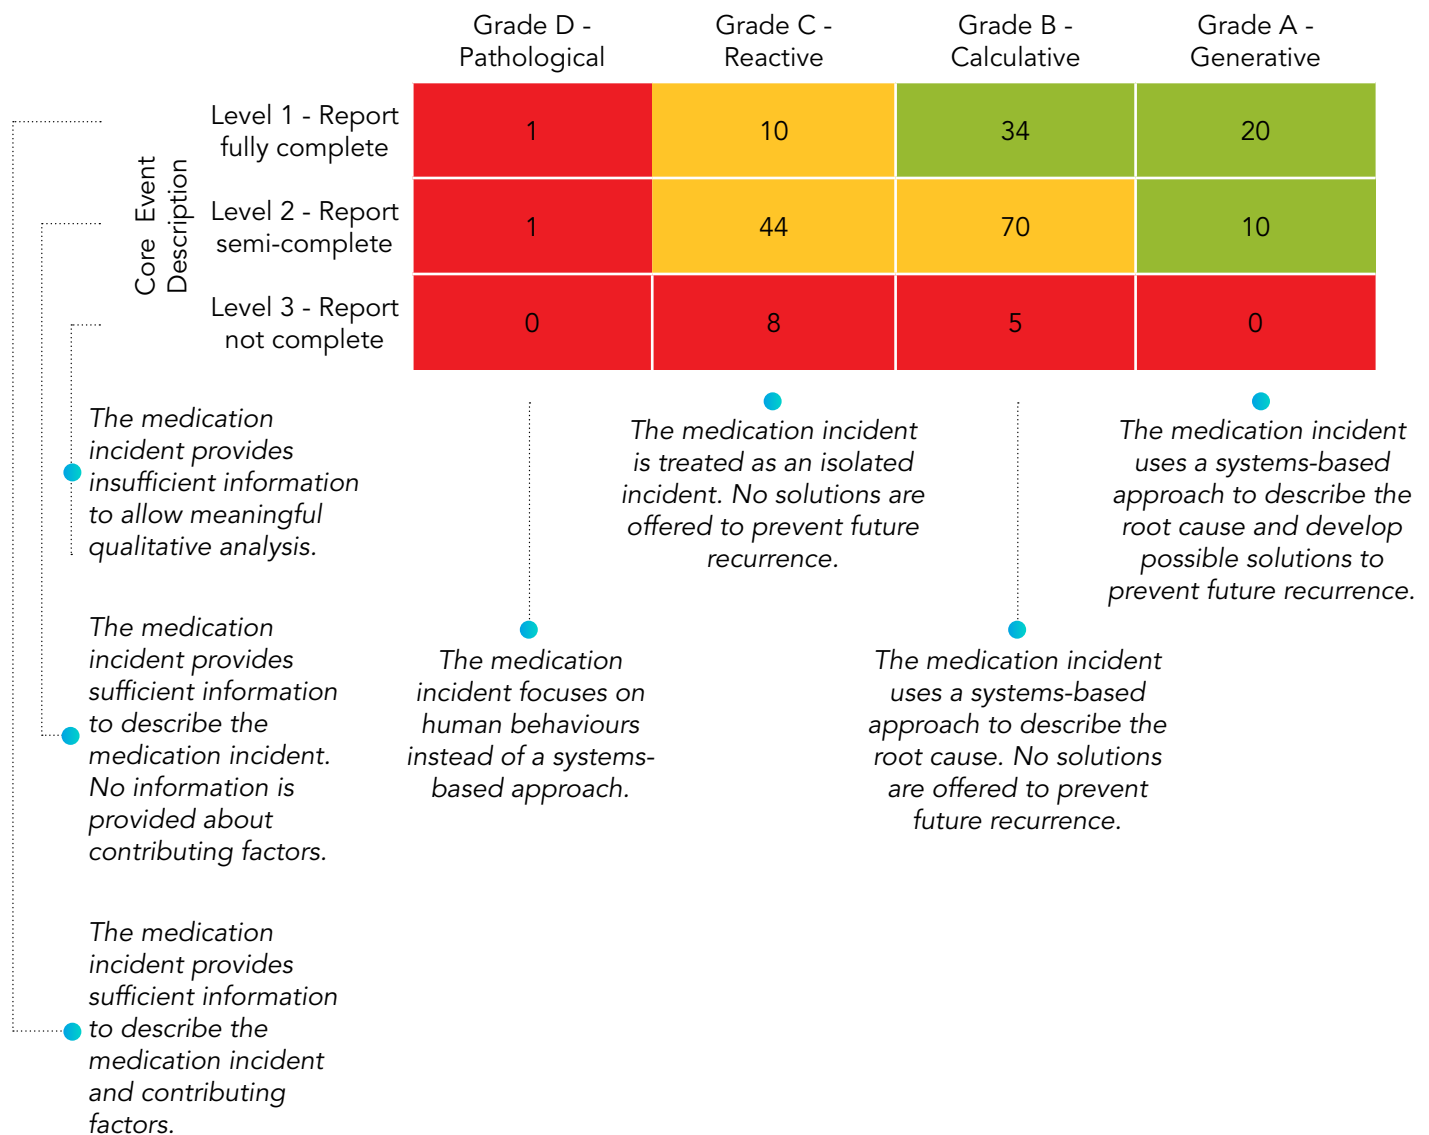 Grade D -
Pathological
Grade C -
Reactive
Grade B -
Calculative
Grade A -
Generative
Core Event
Description
Level 1 - Report
fully complete
1
10
34
20
Level 2 - Report
semi-complete
1
44
70
10
Level 3 - Report
not complete
0
8
5
0
The medication
incident provides
insufficient information
to allow meaningful
qualitative analysis.
The medication
incident provides
sufficient information
to describe the
medication incident.
No information is
provided about
contributing factors.
The medication
incident provides
sufficient information
to describe the
medication incident
and contributing
factors.
The medication
incident focuses on
human behaviours
instead of a systems-
based approach.
The medication incident
is treated as an isolated
incident. No solutions are
offered to prevent future
recurrence.
The medication incident
uses a systems-based
approach to describe the
root cause. No solutions
are offered to prevent
future recurrence.
The medication incident
uses a systems-based
approach to describe the
root cause and develop
possible solutions to
prevent future recurrence.